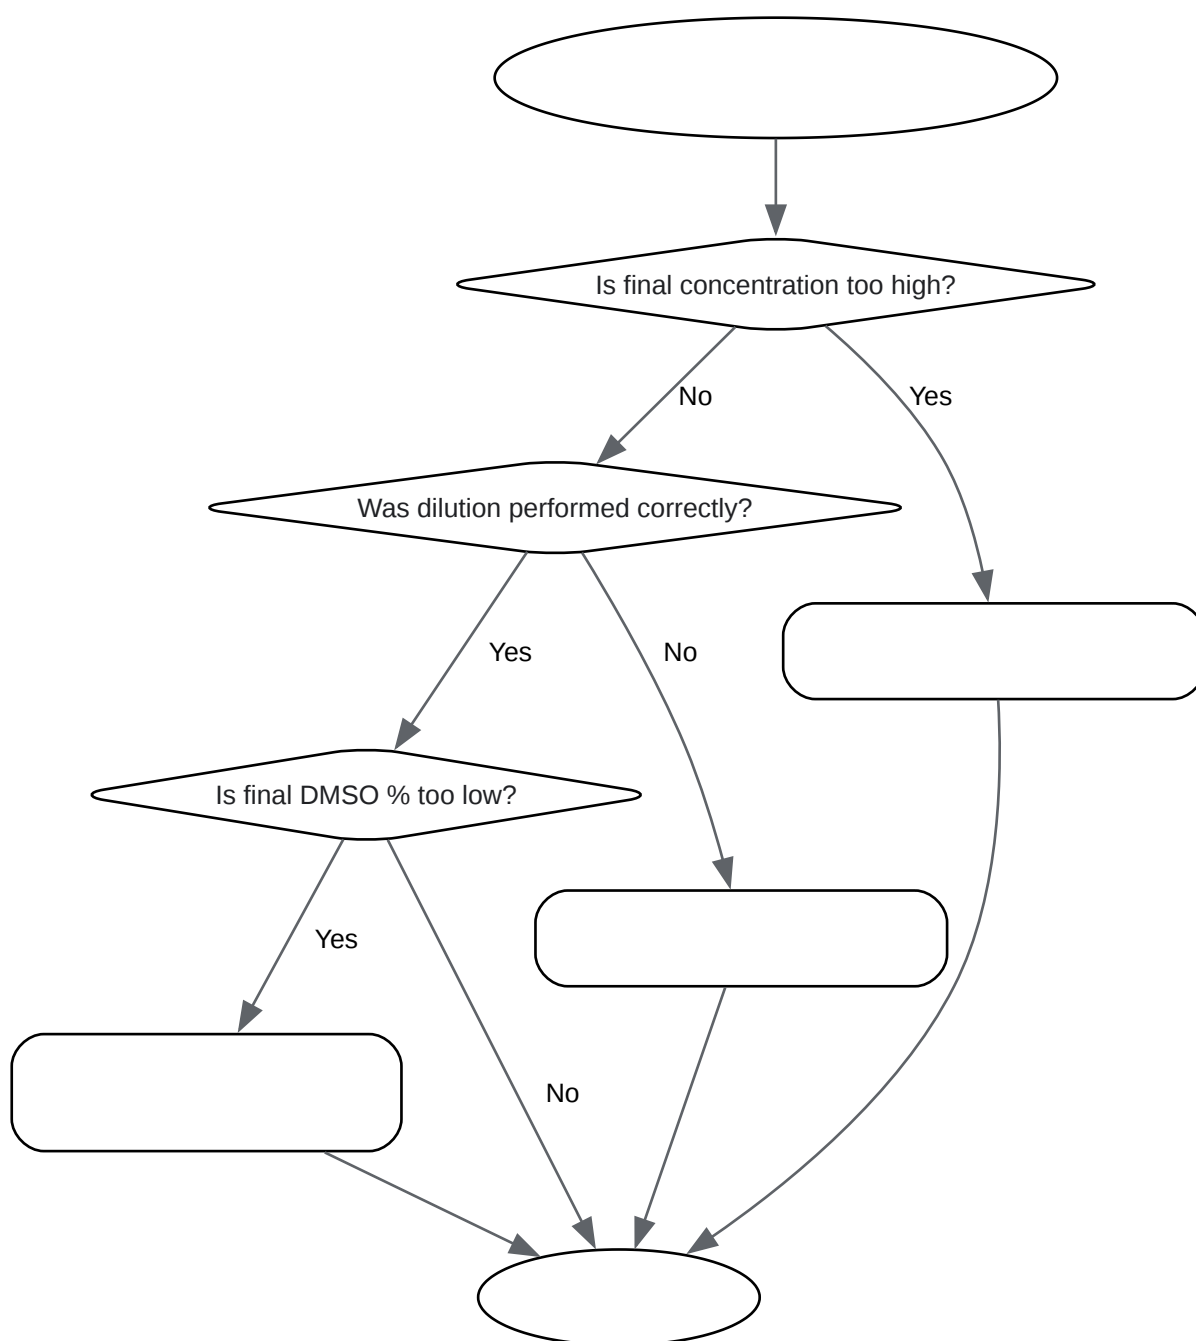 Is final concentration too high?
No
Yes
Was dilution performed correctly?
Yes
No
Is final DMSO % too low?
Yes
No